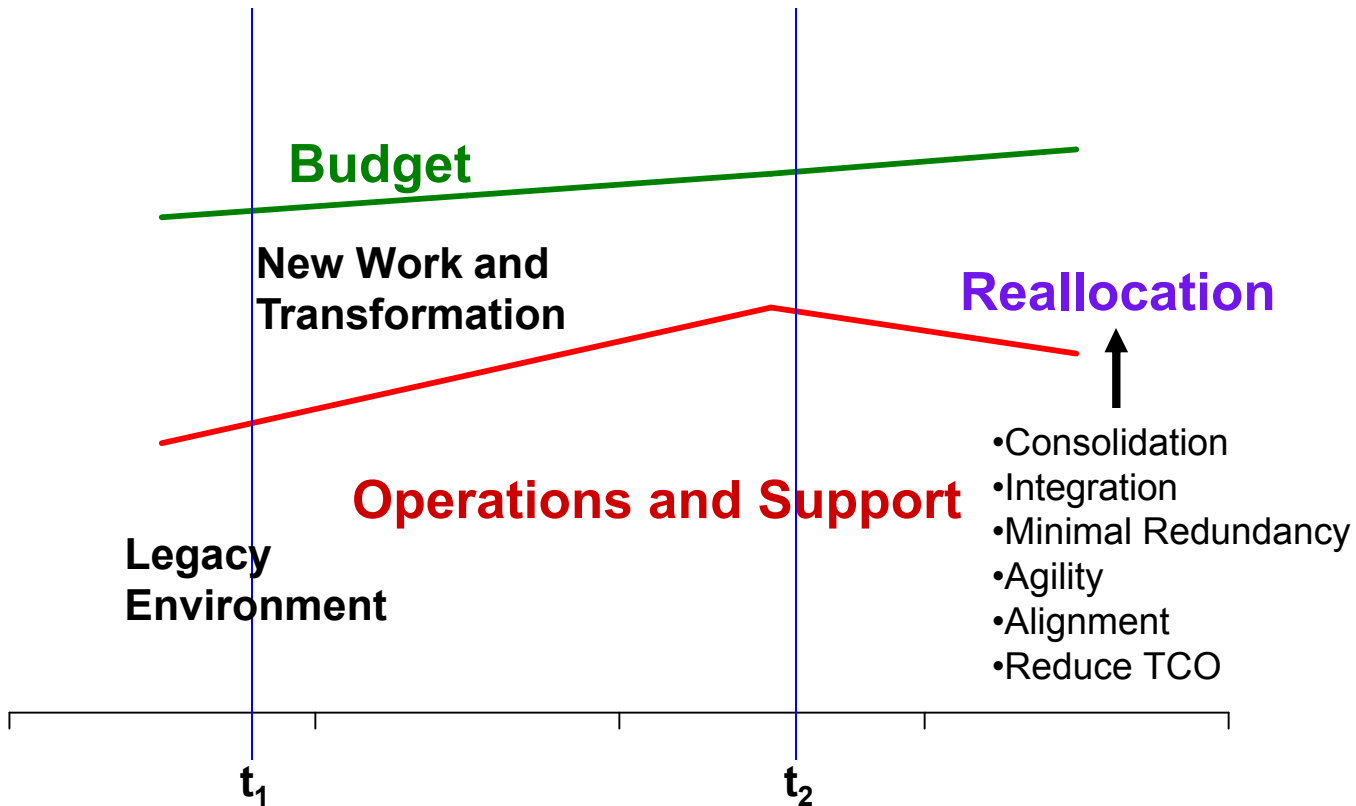 Budget
New Work and
Transformation
Reallocation
Operations and Support
Legacy
Environment
•Consolidation
•Integration
•Minimal Redundancy
•Agility
•Alignment
•Reduce TCO
t₁
t₂